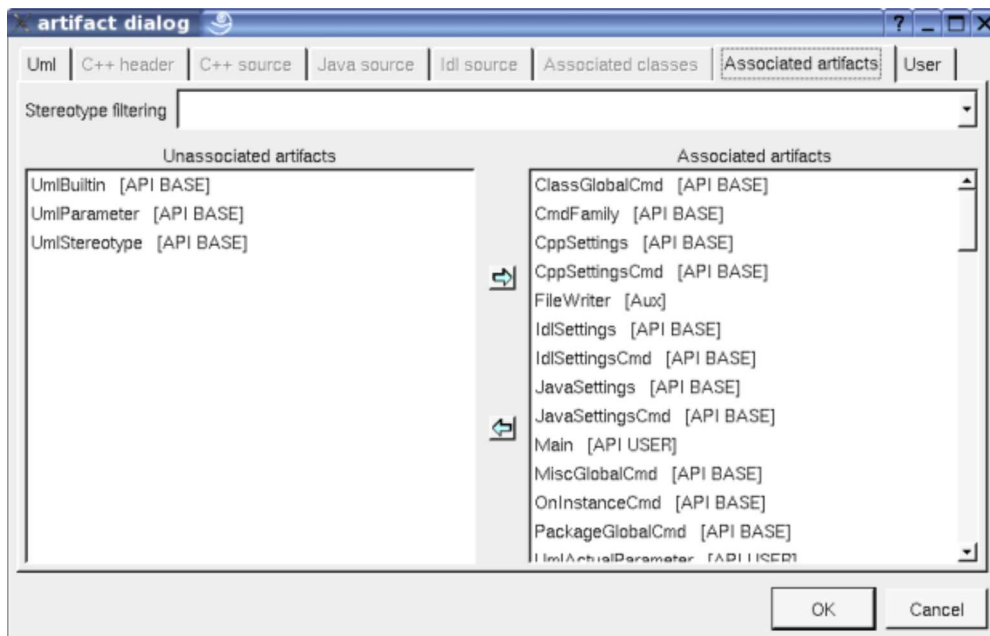 artifact dialog
?
Uml C++ header C++ source Java source Idl source Associated classes Associated artifacts User
Stereotype filtering
Unassociated artifacts
UmlBuiltin [API BASE]
UmlParameter [API BASE]
UmlStereotype [API BASE]
Associated artifacts
ClassGlobalCmd [API BASE]
CmdFamily [API BASE]
CppSettings [API BASE]
CppSettingsCmd [API BASE]
FileWriter [Aux]
IdlSettings [API BASE]
IdlSettingsCmd [API BASE]
JavaSettings [API BASE]
JavaSettingsCmd [API BASE]
Main [API USER]
MiscGlobalCmd [API BASE]
OnInstanceCmd [API BASE]
PackageGlobalCmd [API BASE]
UmlActualParameter [API USER]
OK Cancel